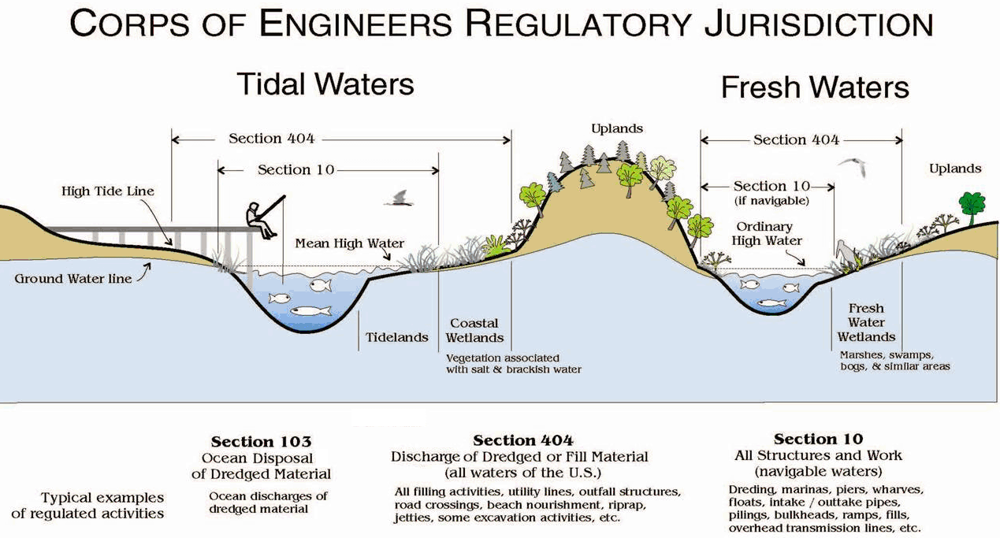 CORPS OF ENGINEERS REGULATORY JURISDICTION
Tidal Waters
Fresh Waters
Uplands
Section 404
Section 404
Section 10
Uplands
High Tide Line
Section 10
(if navigable)
Mean High Water
Ordinary
High Water
Ground Water line
Tidelands
Coastal
Wetlands
Vegetation associated
with salt & brackish water
Fresh
Water
Wetlands
Marshes, swamps,
bogs, & similar areas
Section 103
Ocean Disposal
of Dredged Material
Section 404
Discharge of Dredged or Fill Material
(all waters of the U.S.)
Section 10
All Structures and Work
(navigable waters)
Typical examples
of regulated activities
Ocean discharges of
dredged material
All filling activities, utility lines, outfall structures,
road crossings, beach nourishment, riprap,
jetties, some excavation activities, etc.
Dreding, marinas, piers, wharves,
floats, intake / outtake pipes,
pilings, bulkheads, ramps, fills,
overhead transmission lines, etc.